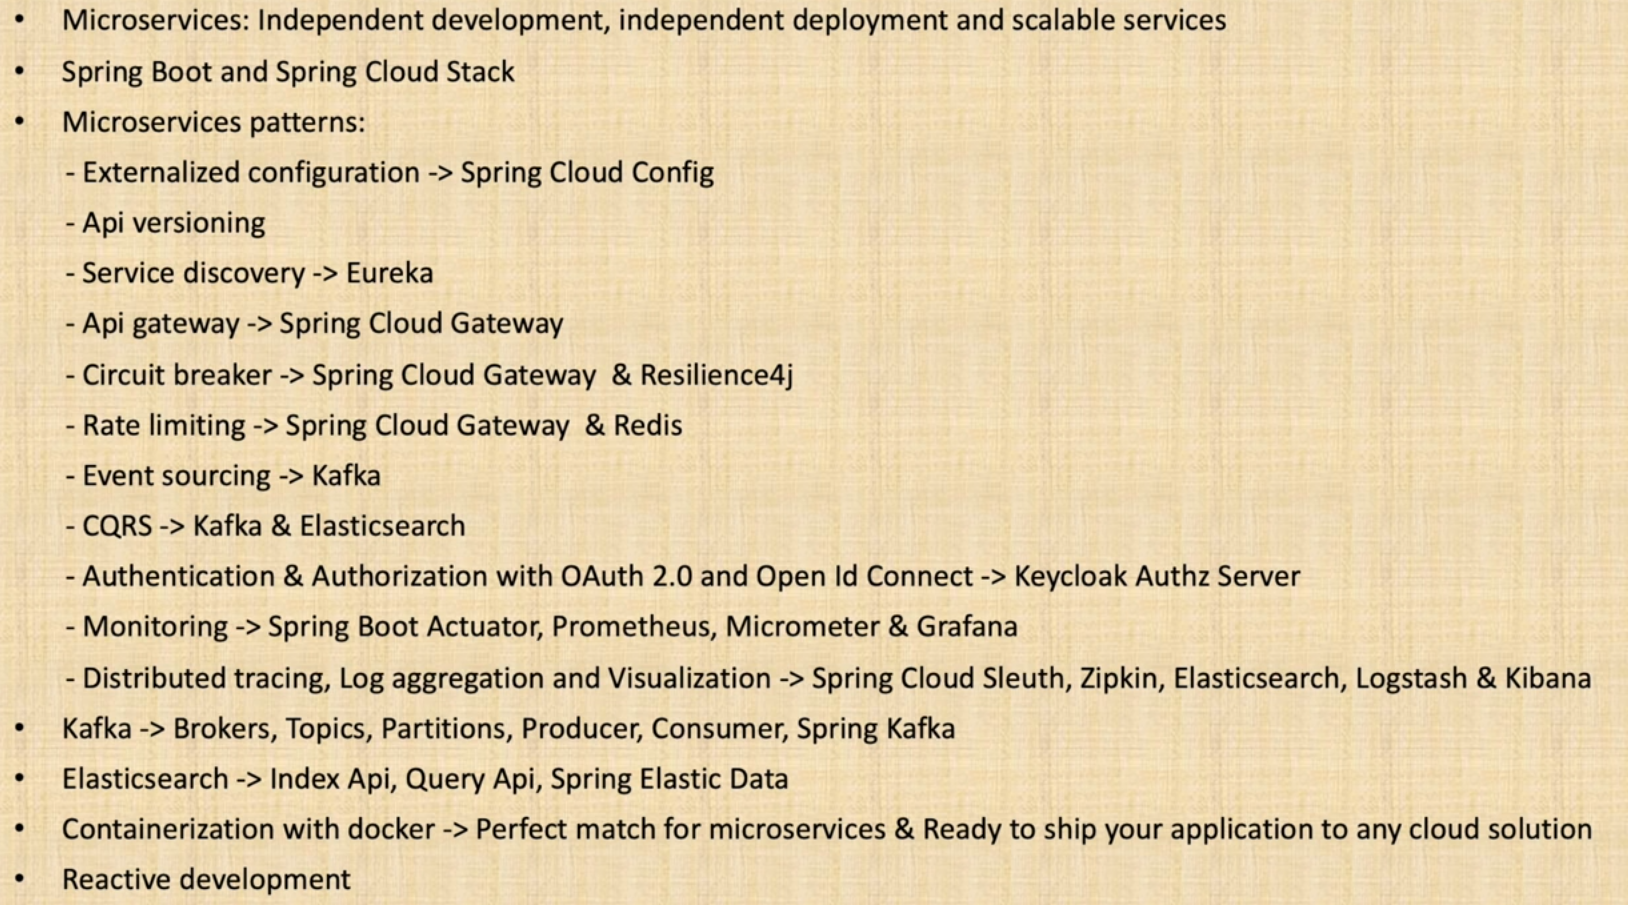 • Microservices: Independent development, independent deployment and scalable services
• Spring Boot and Spring Cloud Stack
• Microservices patterns:
- Externalized configuration -> Spring Cloud Config
- Api versioning
- Service discovery -> Eureka
- Api gateway -> Spring Cloud Gateway
- Circuit breaker -> Spring Cloud Gateway  & Resilience4j
- Rate limiting -> Spring Cloud Gateway  & Redis
- Event sourcing -> Kafka
- CQRS -> Kafka & Elasticsearch
- Authentication & Authorization with OAuth 2.0 and Open Id Connect -> Keycloak Authz Server
- Monitoring -> Spring Boot Actuator, Prometheus, Micrometer & Grafana
- Distributed tracing, Log aggregation and Visualization -> Spring Cloud Sleuth, Zipkin, Elasticsearch, Logstash & Kibana
• Kafka -> Brokers, Topics, Partitions, Producer, Consumer, Spring Kafka
• Elasticsearch -> Index Api, Query Api, Spring Elastic Data
• Containerization with docker -> Perfect match for microservices & Ready to ship your application to any cloud solution
• Reactive development